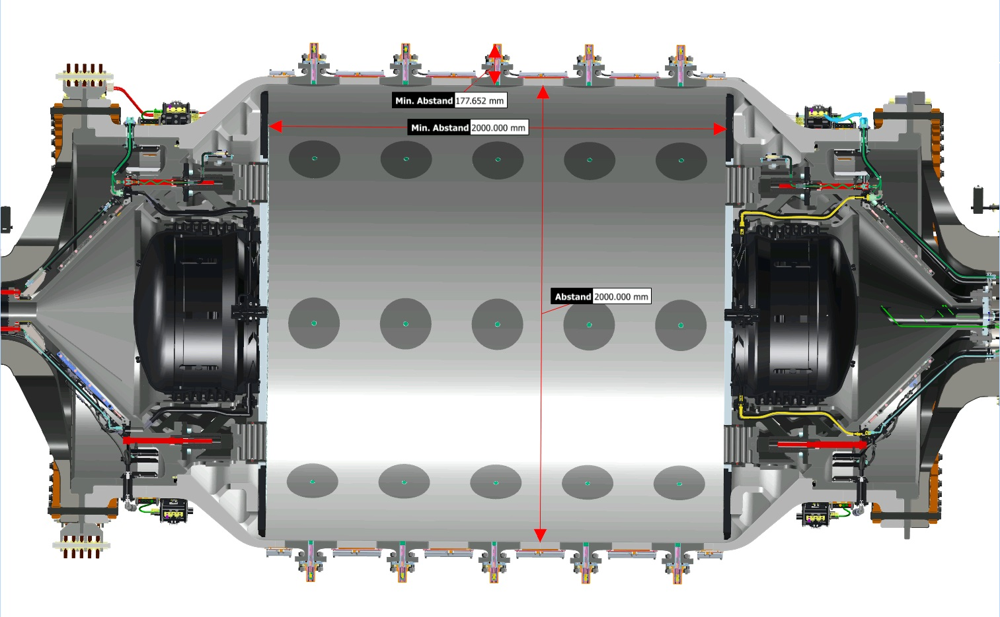 Min. Abstand 177.652 mm
Min. Abstand 2000.000 mm
Abstand 2000.000 mm